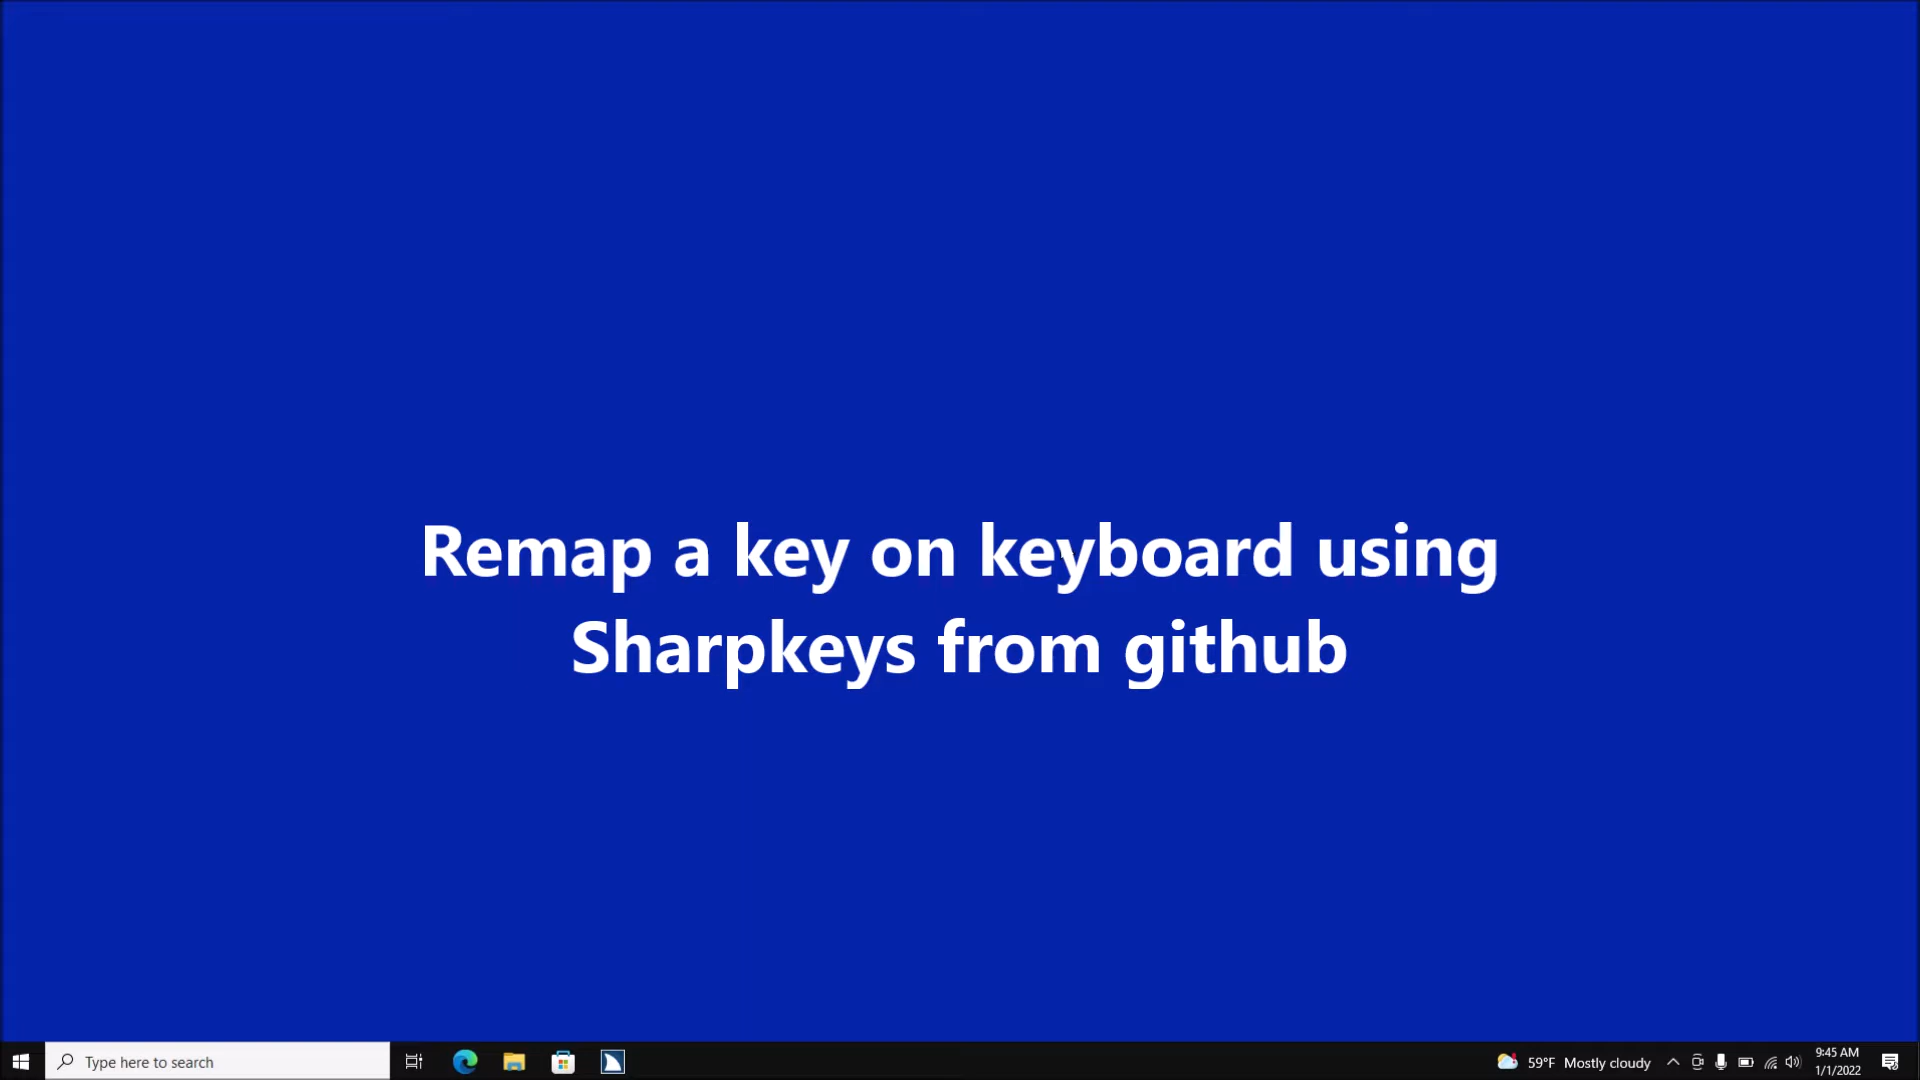 Remap a key on keyboard using
Sharpkeys from github
Type here to search
59°F Mostly cloudy
9:45 AM
1/1/2022